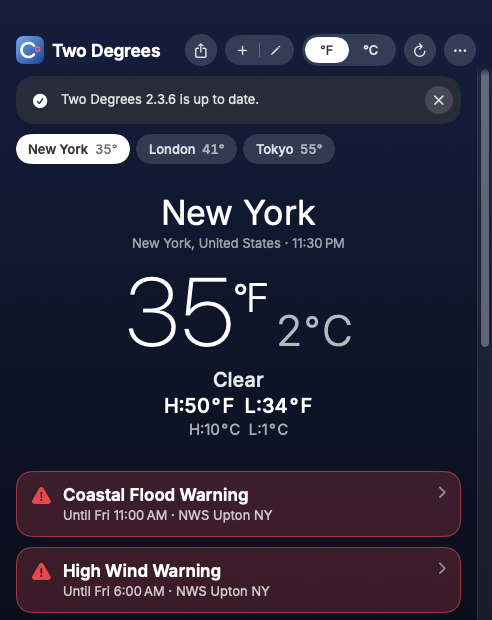 Two Degrees
°F
°C
Two Degrees 2.3.6 is up to date.
New York 35°
London 41°
Tokyo 55°
New York
New York, United States · 11:30 PM
35°F 2°C
Clear
H:50°F L:34°F
H:10°C L:1°C
Coastal Flood Warning
Until Fri 11:00 AM · NWS Upton NY
High Wind Warning
Until Fri 6:00 AM · NWS Upton NY